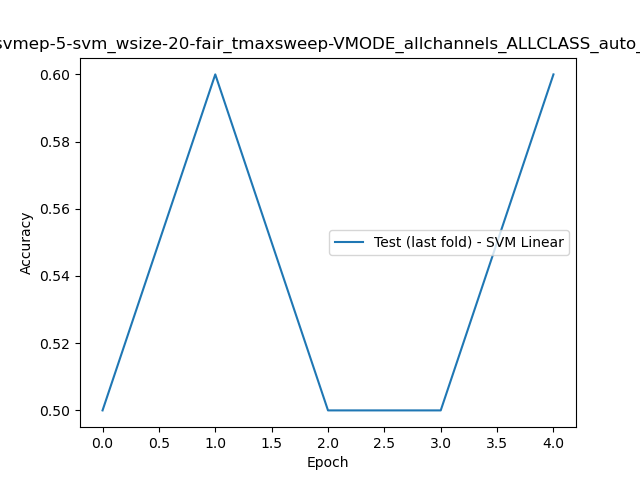 svmep-5-svm_wsize-20-fair_tmaxsweep-VMODE_allchannels_ALLCLASS_auto_
0.60
0.58
0.56
0.54
0.52
0.50
Accuracy
Test (last fold) - SVM Linear
0.0 0.5 1.0 1.5 2.0 2.5 3.0 3.5 4.0
Epoch